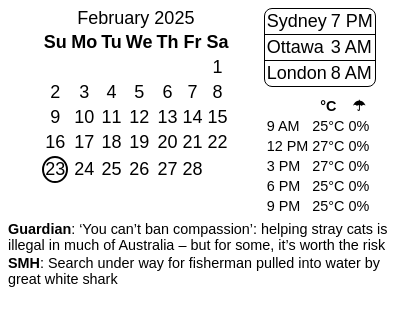 February 2025
Su Mo Tu We Th Fr Sa
1
2 3 4 5 6 7 8
9 10 11 12 13 14 15
16 17 18 19 20 21 22
23 24 25 26 27 28
Sydney 7 PM
Ottawa 3 AM
London 8 AM
°C ☂
9 AM 25°C 0%
12 PM 27°C 0%
3 PM 27°C 0%
6 PM 25°C 0%
9 PM 25°C 0%
Guardian: ‘You can’t ban compassion’: helping stray cats is
illegal in much of Australia – but for some, it’s worth the risk
SMH: Search under way for fisherman pulled into water by
great white shark